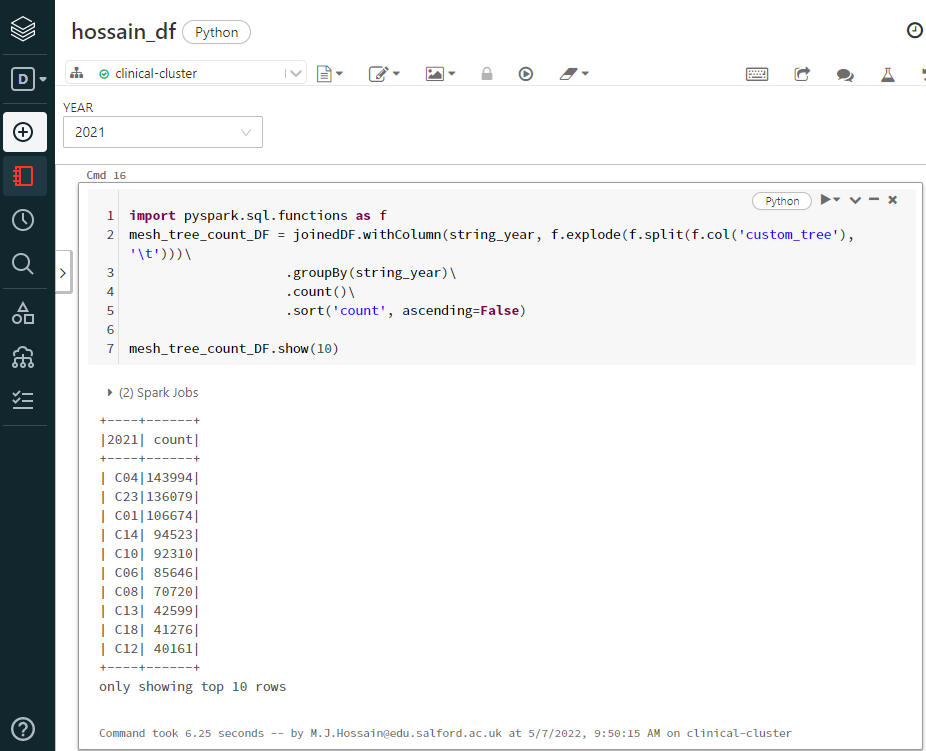 hossain_df Python
D
clinical-cluster
YEAR
2021
Cmd 16
Python
1 import pyspark.sql.functions as f
2 mesh_tree_count_DF = joinedDF.withColumn(string_year, f.explode(f.split(f.col('custom_tree'),
'\t')))\
3 .groupBy(string_year)\
4 .count()\
5 .sort('count', ascending=False)
6
7 mesh_tree_count_DF.show(10)
(2) Spark Jobs
+----+------+
|2021| count|
+----+------+
| C04|143994|
| C23|136079|
| C01|106674|
| C14| 94523|
| C10| 92310|
| C06| 85646|
| C08| 70720|
| C13| 42599|
| C18| 41276|
| C12| 40161|
+----+------+
only showing top 10 rows
Command took 6.25 seconds -- by M.J.Hossain@edu.salford.ac.uk at 5/7/2022, 9:50:15 AM on clinical-cluster